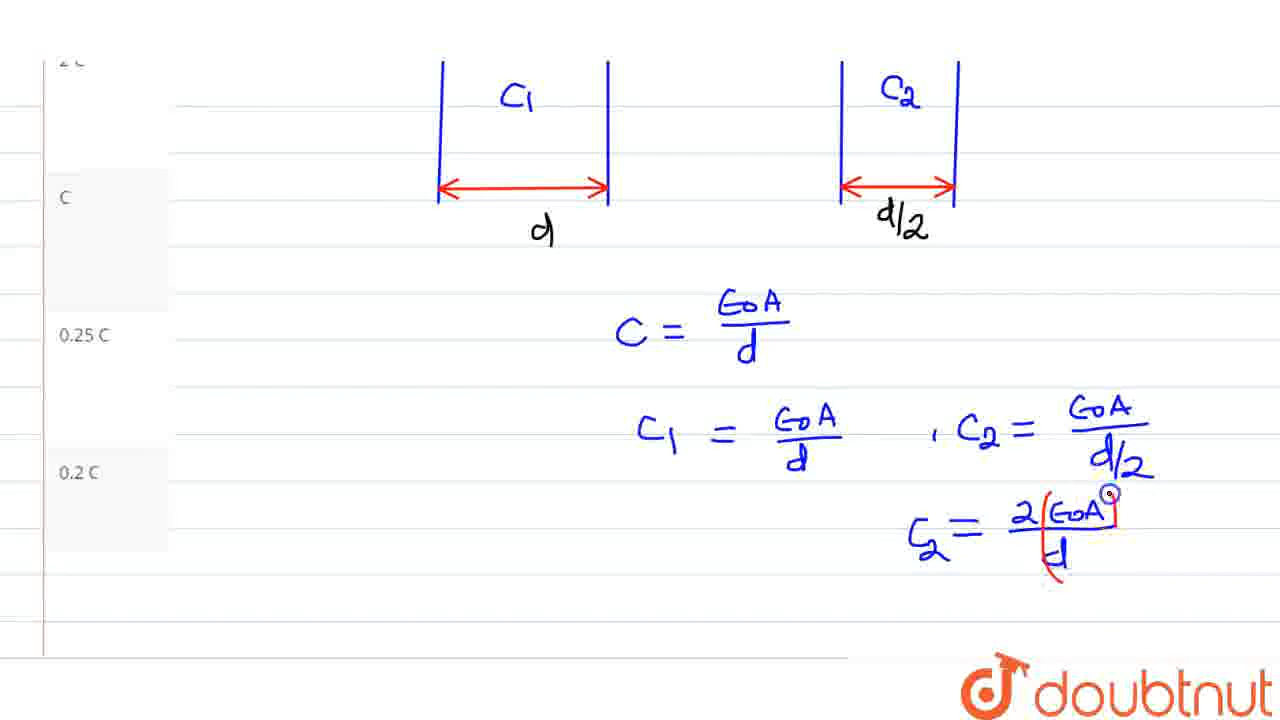 2 C
C
0.25 C
0.2 C
C1
C2
d
d/2
C = ϵ0A/d
C1 = ϵ0A/d , C2 = ϵ0A/d/2
C2 = 2(ϵ0A)/d
doubtnut